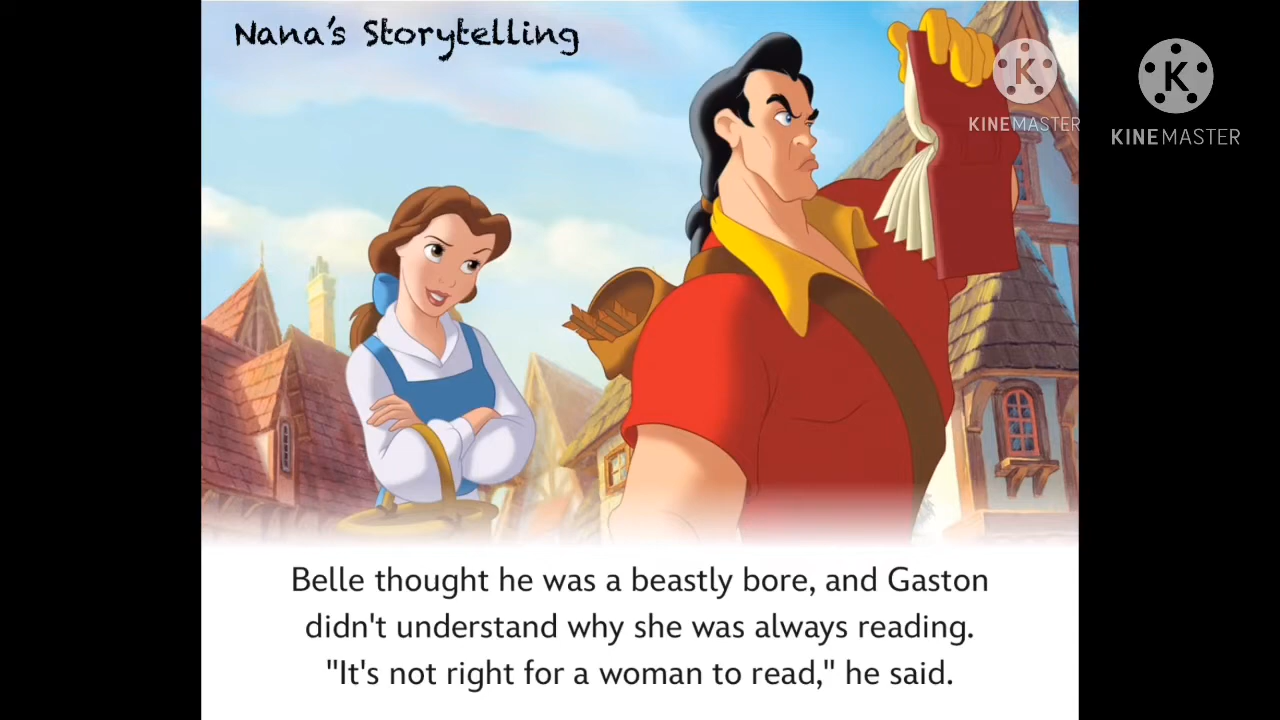 Nana's Storytelling
K
KINEMASTER
K
KINEMASTER
Belle thought he was a beastly bore, and Gaston
didn't understand why she was always reading.
"It's not right for a woman to read," he said.